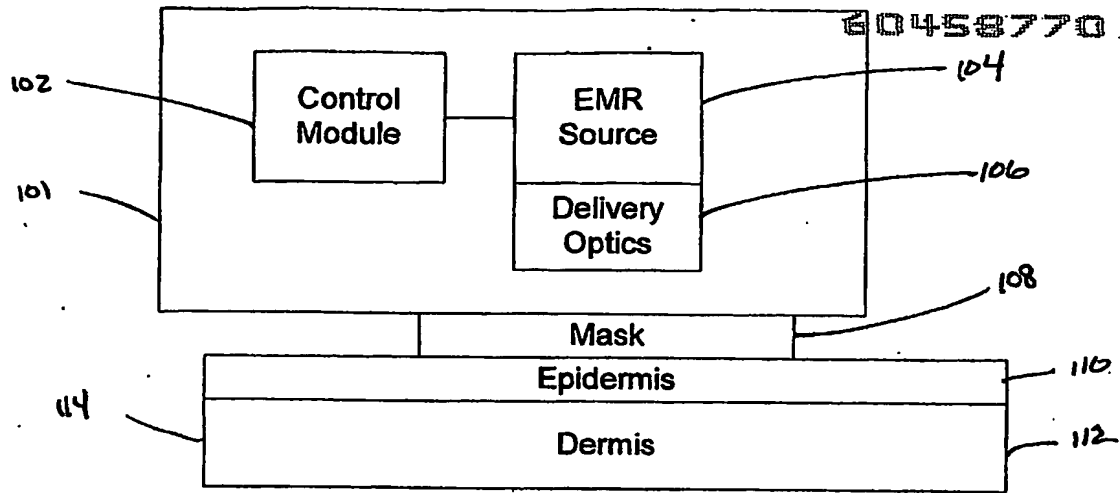 60458770
102
Control
Module
EMR
Source
104
101
Delivery
Optics
106
108
Mask
Epidermis
110
114
Dermis
112